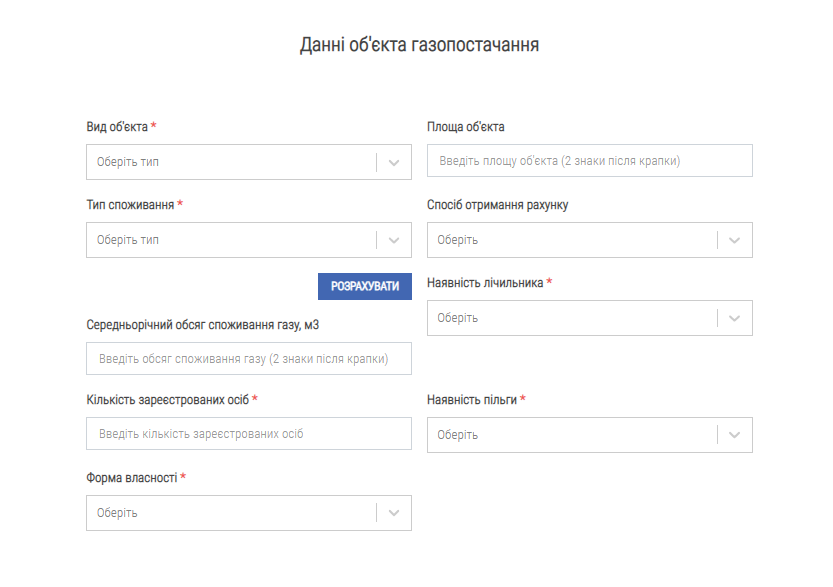 Данні об'єкта газопостачання
Вид об'єкта *
Оберіть тип
Площа об'єкта
Введіть площу об'єкта (2 знаки після крапки)
Тип споживання *
Оберіть тип
Спосіб отримання рахунку
Оберіть
РОЗРАХУВАТИ
Наявність лічильника *
Оберіть
Середньорічний обсяг споживання газу, м3
Введіть обсяг споживання газу (2 знаки після крапки)
Кількість зареєстрованих осіб *
Введіть кількість зареєстрованих осіб
Наявність пільги *
Оберіть
Форма власності *
Оберіть